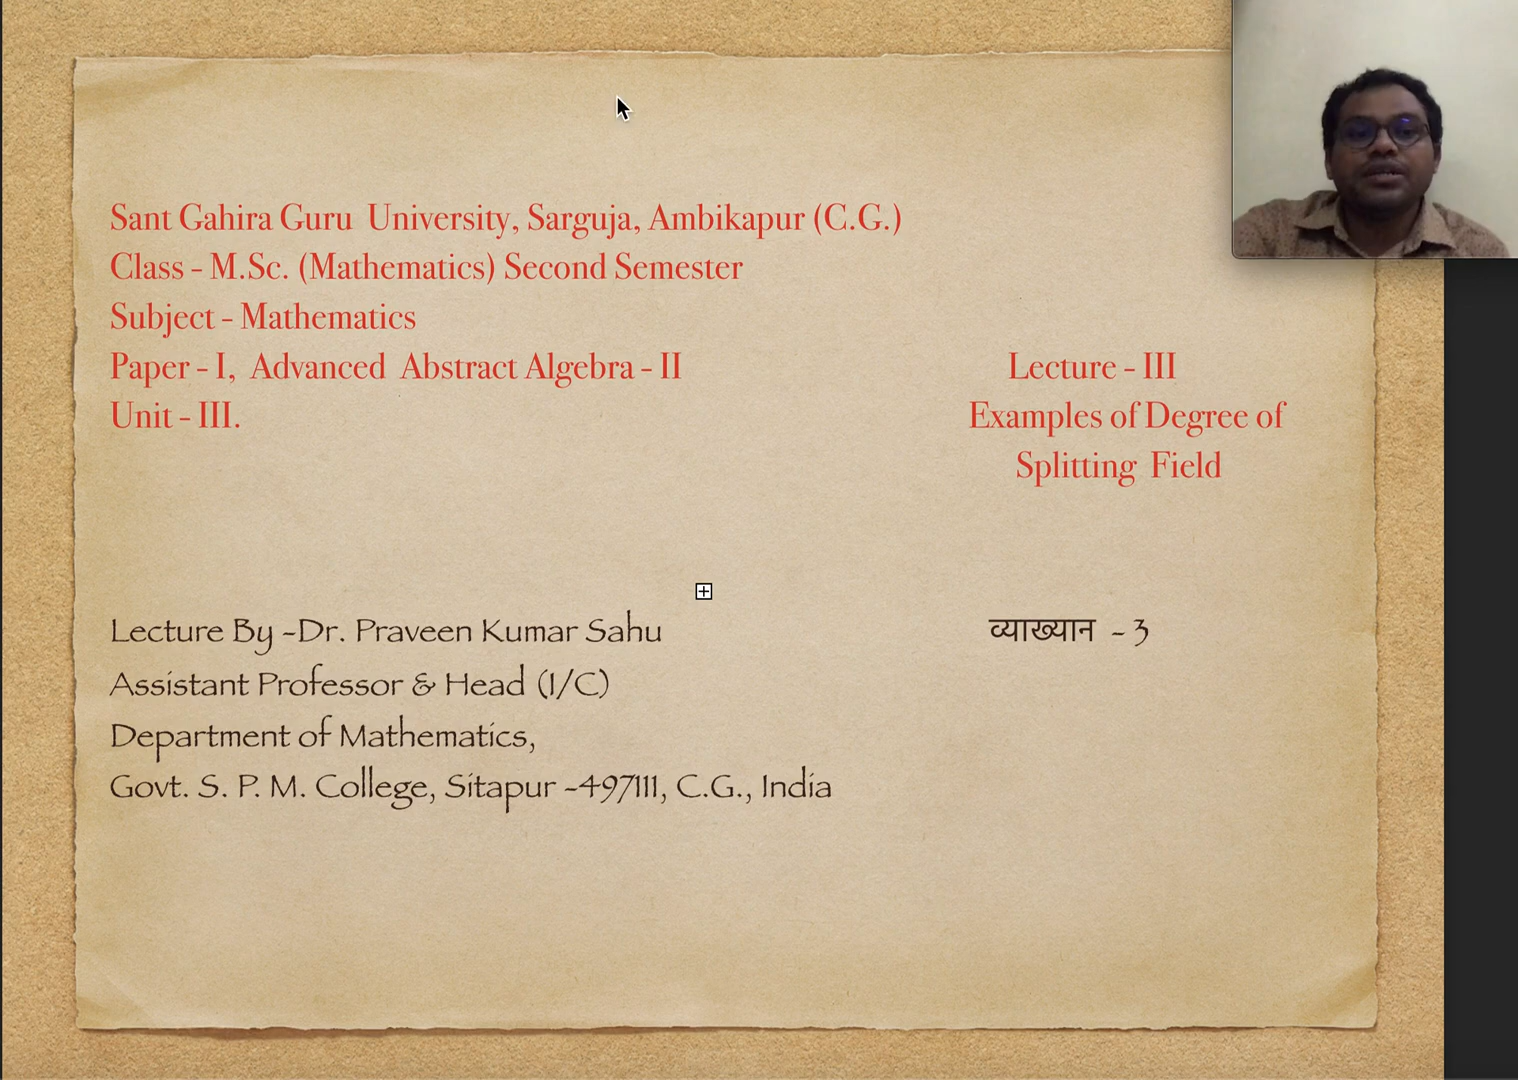 Sant Gahira Guru University, Sarguja, Ambikapur (C.G.)
Class - M.Sc. (Mathematics) Second Semester
Subject - Mathematics
Paper - I, Advanced Abstract Algebra - II
Unit - III.
Lecture - III
Examples of Degree of
Splitting Field
Lecture By -Dr. Praveen Kumar Sahu
Assistant Professor & Head (I/C)
Department of Mathematics,
Govt. S. P. M. College, Sitapur -497111, C.G., India
व्याख्यान - 3